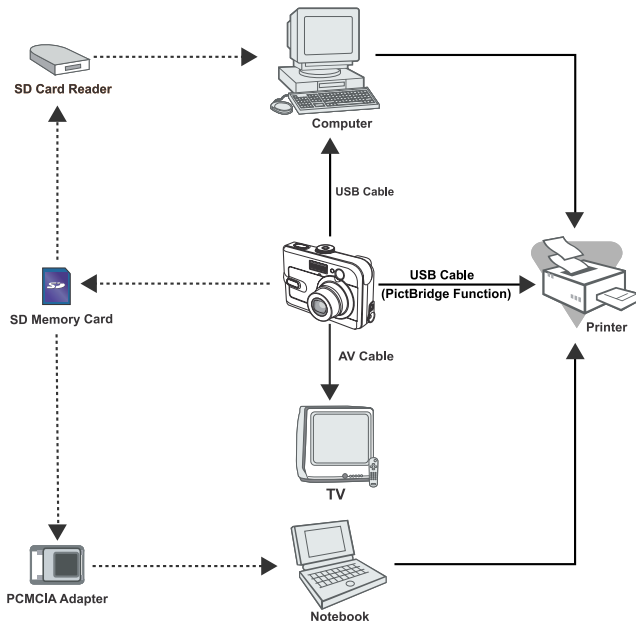 SD Card Reader
Computer
USB Cable
SD
SD Memory Card
USB Cable
(PictBridge Function)
Printer
AV Cable
TV
PCMCIA Adapter
Notebook